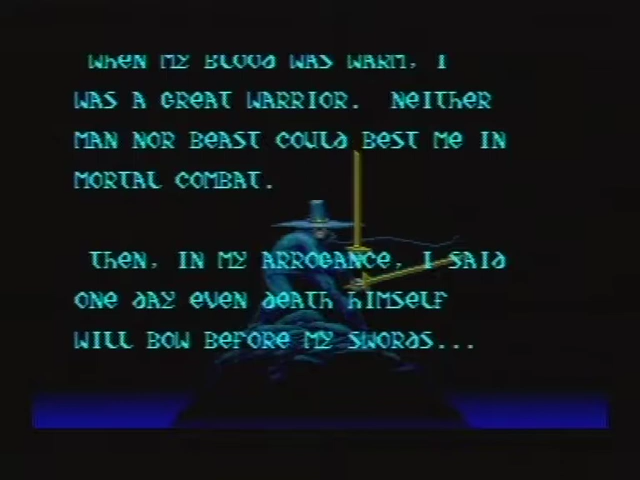 When my blood was warm, I
was a great warrior. Neither
man nor beast could best me in
mortal combat.
Then, in my arrogance, I said
one day even death himself
will bow before my swords...